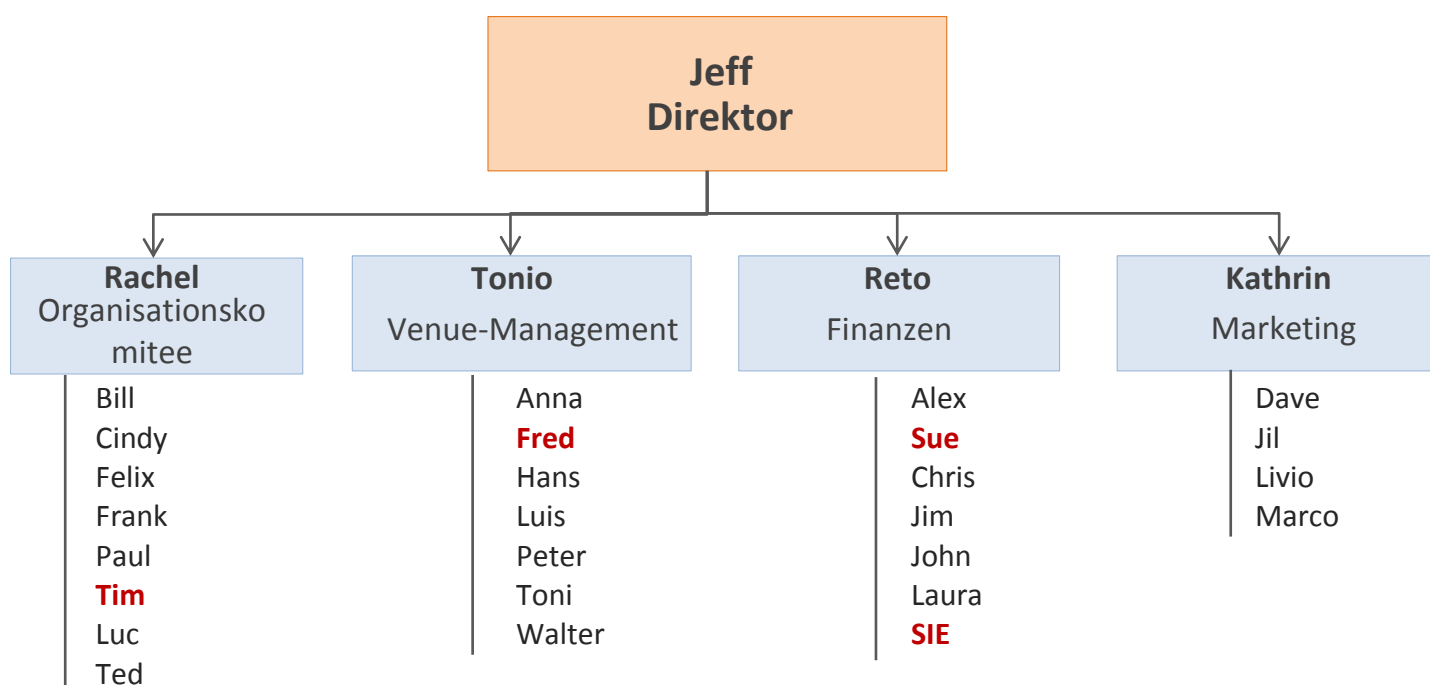 Jeff
Direktor
Rachel
Organisationsko
mitee
Bill
Cindy
Felix
Frank
Paul
Tim
Luc
Ted
Tonio
Venue-Management
Anna
Fred
Hans
Luis
Peter
Toni
Walter
Reto
Finanzen
Alex
Sue
Chris
Jim
John
Laura
SIE
Kathrin
Marketing
Dave
Jil
Livio
Marco